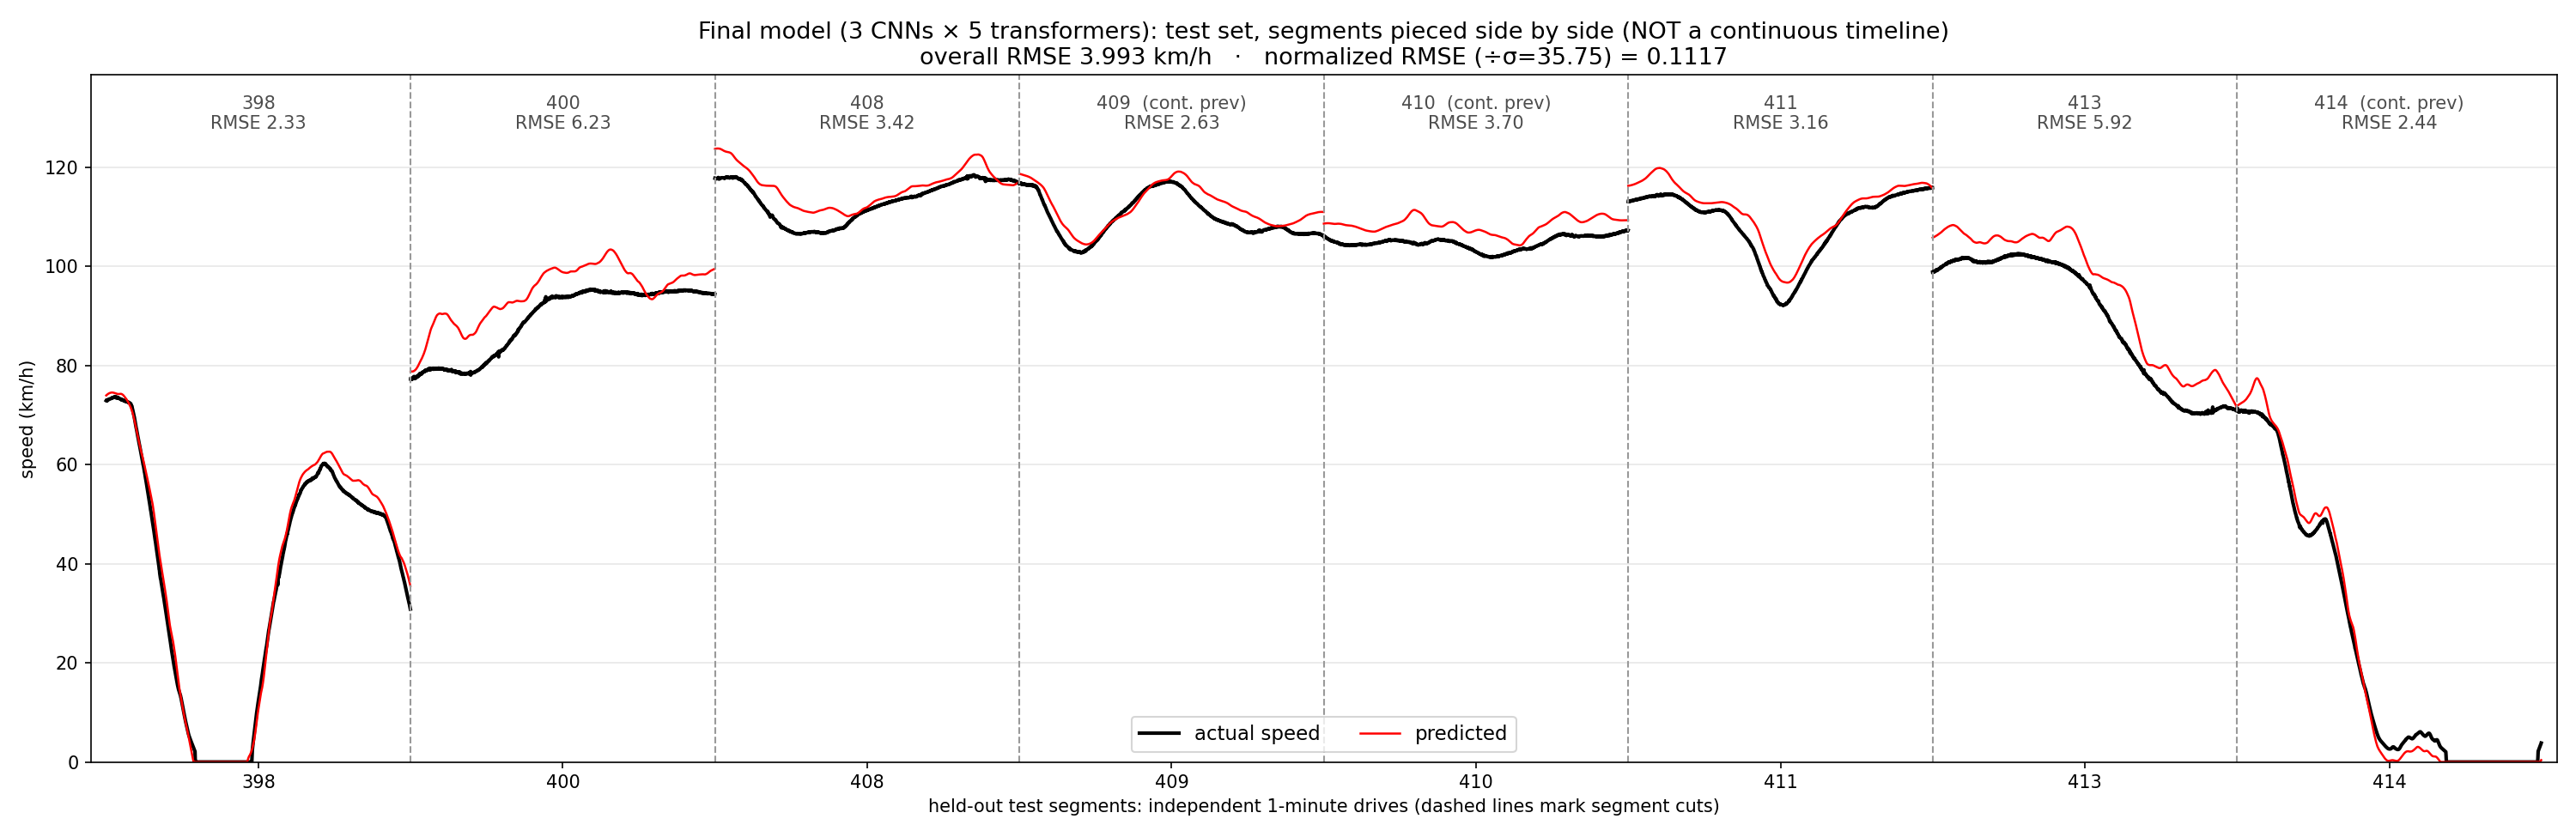 Final model (3 CNNs × 5 transformers): test set, segments pieced side by side (NOT a continuous timeline)
overall RMSE 3.993 km/h · normalized RMSE (÷σ=35.75) = 0.1117
398
RMSE 2.33
400
RMSE 6.23
408
RMSE 3.42
409 (cont. prev)
RMSE 2.63
410 (cont. prev)
RMSE 3.70
411
RMSE 3.16
413
RMSE 5.92
414 (cont. prev)
RMSE 2.44
speed (km/h)
120
100
80
60
40
20
0
actual speed
predicted
398
400
408
409
410
411
413
414
held-out test segments: independent 1-minute drives (dashed lines mark segment cuts)